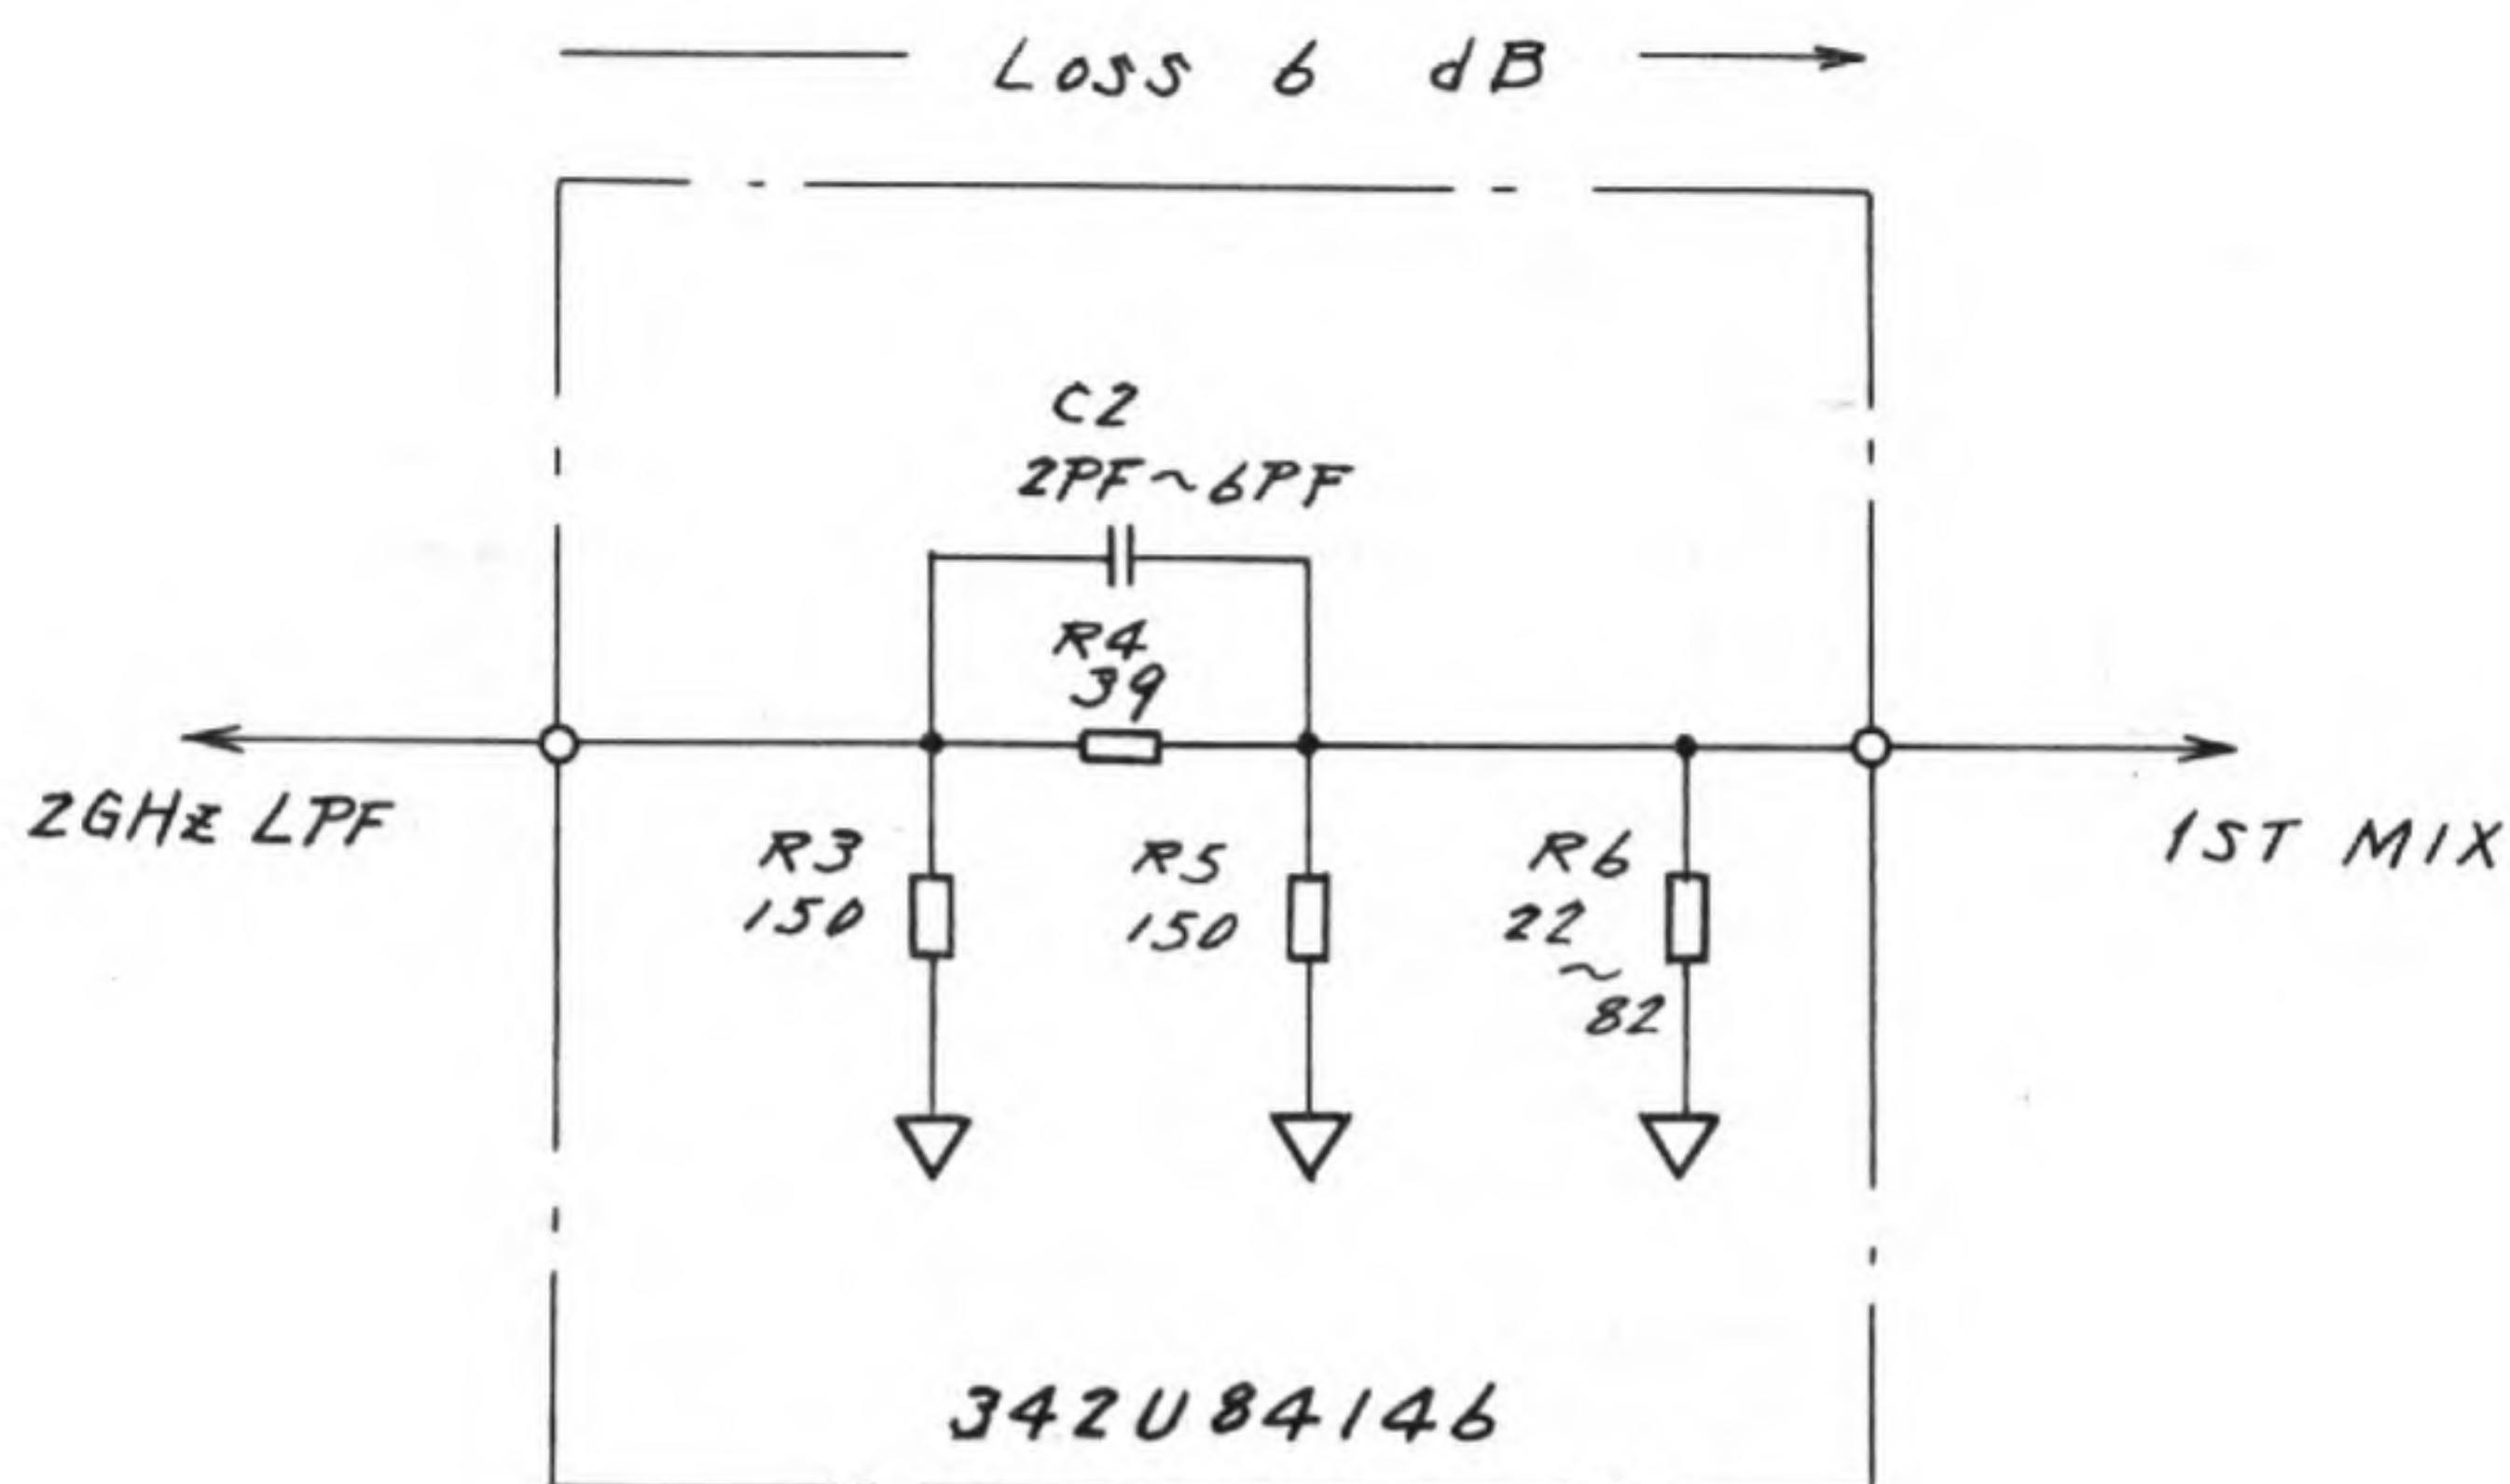 Loss 6 dB
C2
2PF~6PF
R4
39
2GHz LPF
R3
150
R5
150
R6
22
~
82
1ST MIX
342U84146